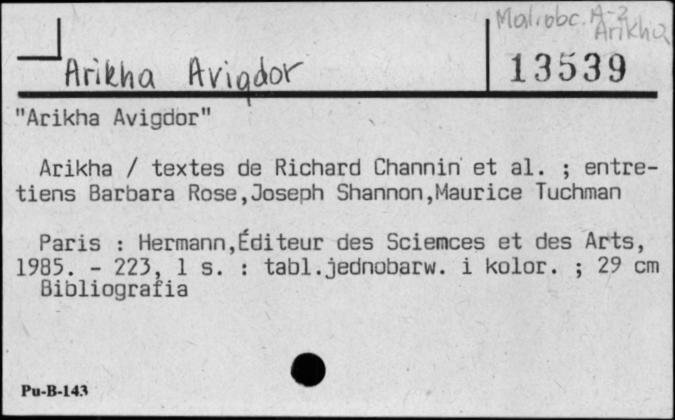 Mal.obc. A-2
Arikha
Arikha Avigdor
13539
"Arikha Avigdor"
Arikha / textes de Richard Channin et al. ; entre-
tiens Barbara Rose,Joseph Shannon,Maurice Tuchman
Paris : Hermann,Éditeur des Sciemces et des Arts,
1985. - 223, 1 s. : tabl.jednobarw. i kolor. ; 29 cm
Bibliografia
Pu-B-143